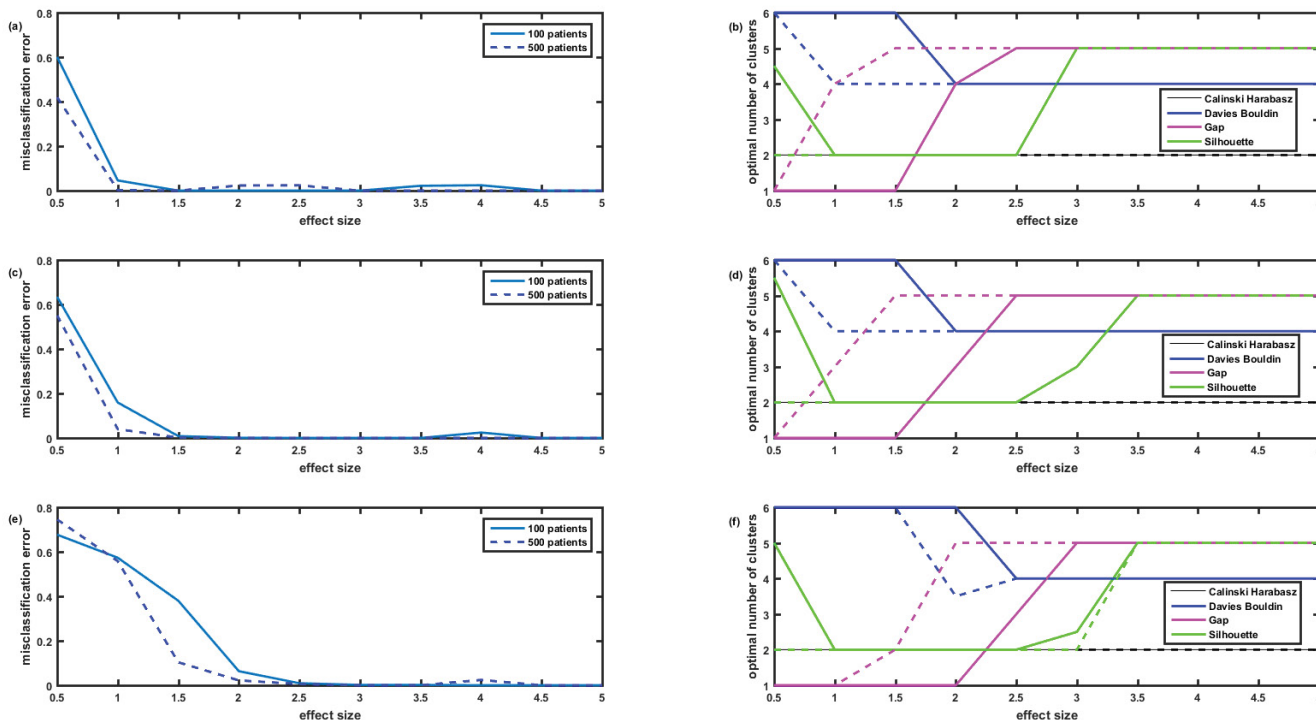 (a)
misclassification error
0.8
0.6
0.4
0.2
0
0.5 1 1.5 2 2.5 3 3.5 4 4.5 5
effect size
100 patients
500 patients
(b)
optimal number of clusters
6
5
4
3
2
1
0.5 1 1.5 2 2.5 3 3.5 4 4.5
effect size
Calinski Harabasz
Davies Bouldin
Gap
Silhouette
(c)
misclassification error
0.8
0.6
0.4
0.2
0
0.5 1 1.5 2 2.5 3 3.5 4 4.5 5
effect size
100 patients
500 patients
(d)
optimal number of clusters
6
5
4
3
2
1
0.5 1 1.5 2 2.5 3 3.5 4 4.5
effect size
Calinski Harabasz
Davies Bouldin
Gap
Silhouette
(e)
misclassification error
0.8
0.6
0.4
0.2
0
0.5 1 1.5 2 2.5 3 3.5 4 4.5 5
effect size
100 patients
500 patients
(f)
optimal number of clusters
6
5
4
3
2
1
0.5 1 1.5 2 2.5 3 3.5 4 4.5
effect size
Calinski Harabasz
Davies Bouldin
Gap
Silhouette